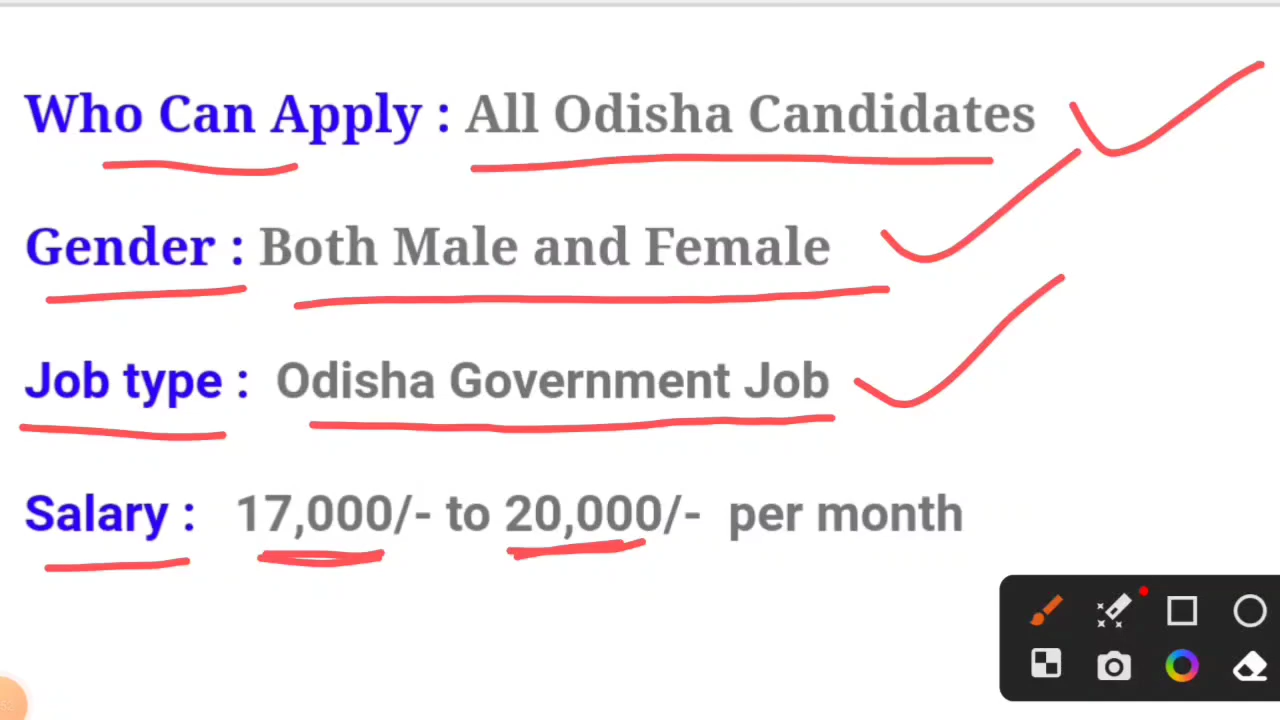 Who Can Apply : All Odisha Candidates
Gender : Both Male and Female
Job type : Odisha Government Job
Salary : 17,000/- to 20,000/- per month